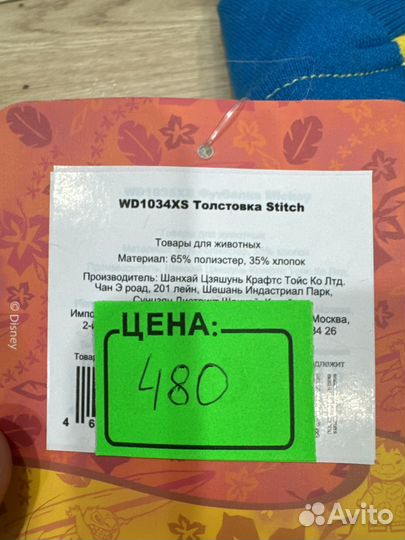 WD1034XS Толстовка Stitch
Товары для животных
Материал: 65% полиэстер, 35% хлопок
Производитель: Шанхай Цзяшунь Крафтс Тойс Ко Лтд.
Чан Э роад, 201 лейн, Шешань Индастриал Парк,
Москва,
ЦЕНА:
480
© Disney
Avito